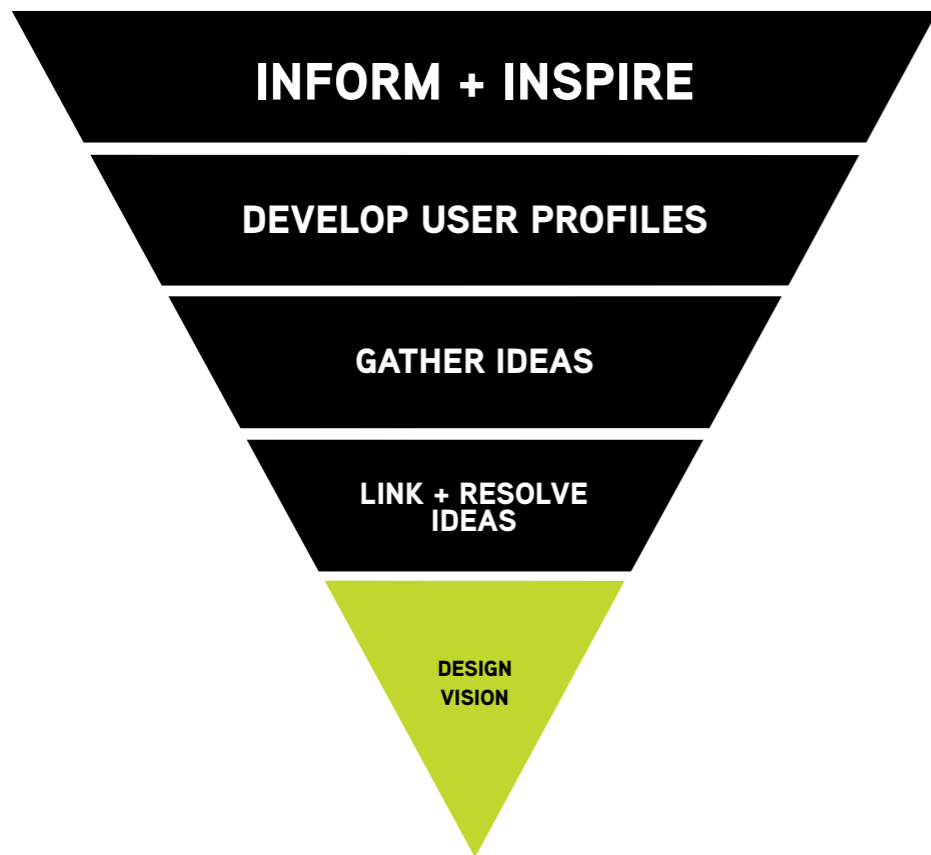 INFORM + INSPIRE
DEVELOP USER PROFILES
GATHER IDEAS
LINK + RESOLVE
IDEAS
DESIGN
VISION